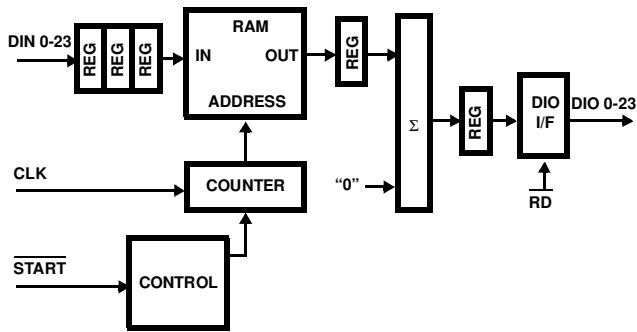 DIN 0-23
REG
REG
REG
RAM
IN
OUT
ADDRESS
REG
Σ
REG
DIO
I/F
DIO 0-23
CLK
COUNTER
“0”
RD
START
CONTROL